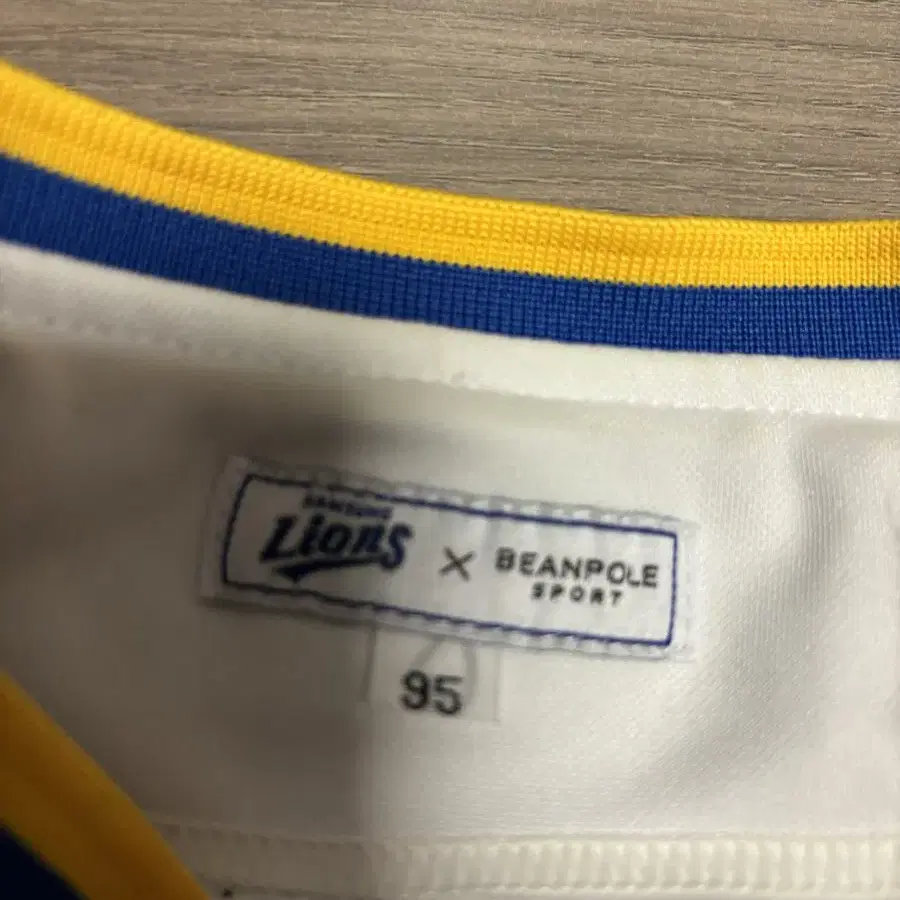 SAMSUNG
Lions × BEANPOLE
SPORT
95